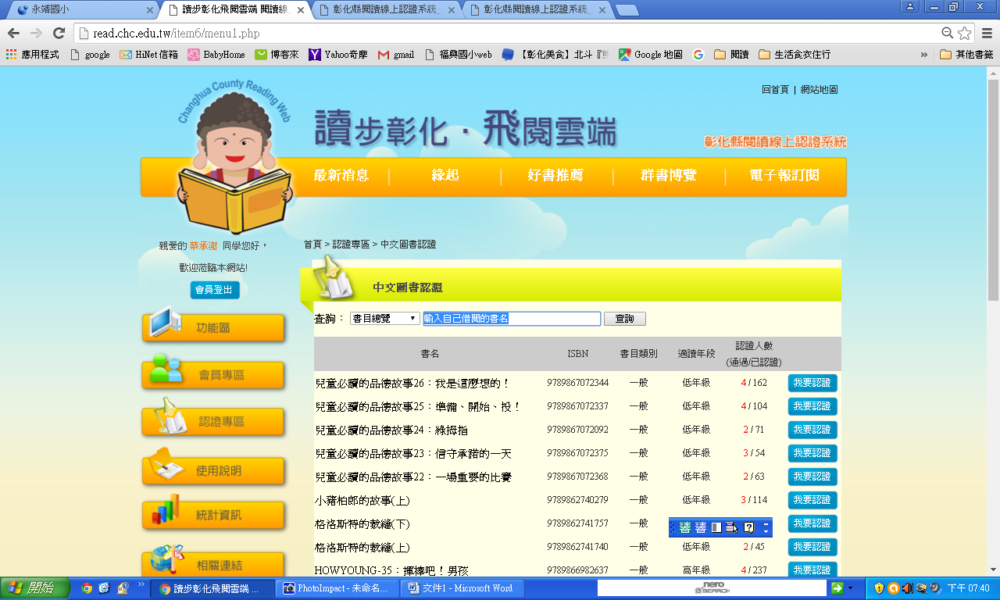 永靖國小
讀步彰化飛閱雲端 閱讀線
彰化縣閱讀線上認證系統
彰化縣閱讀線上認證系統
read.chc.edu.tw/item6/menu1.php
應用程式 google HiNet 信箱 BabyHome 博客來 Yahoo奇摩 gmail 福興國小web 【彰化美食】北斗 Google 地圖 閱讀 生活食衣住行 » 其他書籤
Changhua County Reading Web
回首頁 | 網站地圖
讀步彰化・飛閱雲端
彰化縣閱讀線上認證系統
最新消息 緣起 好書推薦 群書博覽 電子報訂閱
親愛的 蔡承澍 同學您好，
歡迎蒞臨本網站!
會員登出
功能區
會員專區
認證專區
使用說明
統計資訊
相關連結
首頁 > 認證專區 > 中文圖書認證
中文圖書認證
查詢： 書目總覽 輸入自己借閱的書名 查詢
書名 ISBN 書目類別 適讀年段 認證人數
(通過/已認證)
兒童必讀的品德故事26：我是這麼想的！ 9789867072344 一般 低年級 4 / 162 我要認證
兒童必讀的品德故事25：準備、開始、投！ 9789867072337 一般 低年級 4 / 104 我要認證
兒童必讀的品德故事24：綠拇指 9789867073792 一般 低年級 2 / 71 我要認證
兒童必讀的品德故事23：信守承諾的一天 9789867072375 一般 低年級 3 / 54 我要認證
兒童必讀的品德故事22：一場重要的比賽 9789867072368 一般 低年級 2 / 63 我要認證
小豬柏郎的故事(上) 9789862740279 一般 低年級 3 / 114 我要認證
格洛斯特的裁縫(下) 9789862741757 一般 我要認證
格洛斯特的裁縫(上) 9789862741740 一般 低年級 2 / 45 我要認證
HOWYOUNG-35：揮棒吧！男孩 9789866982637 一般 高年級 4 / 237 我要認證
開始 » 讀步彰化飛閱雲端 ... PhotoImpact - 未命名... 文件1 - Microsoft Word nero SEARCH 下午 07:40